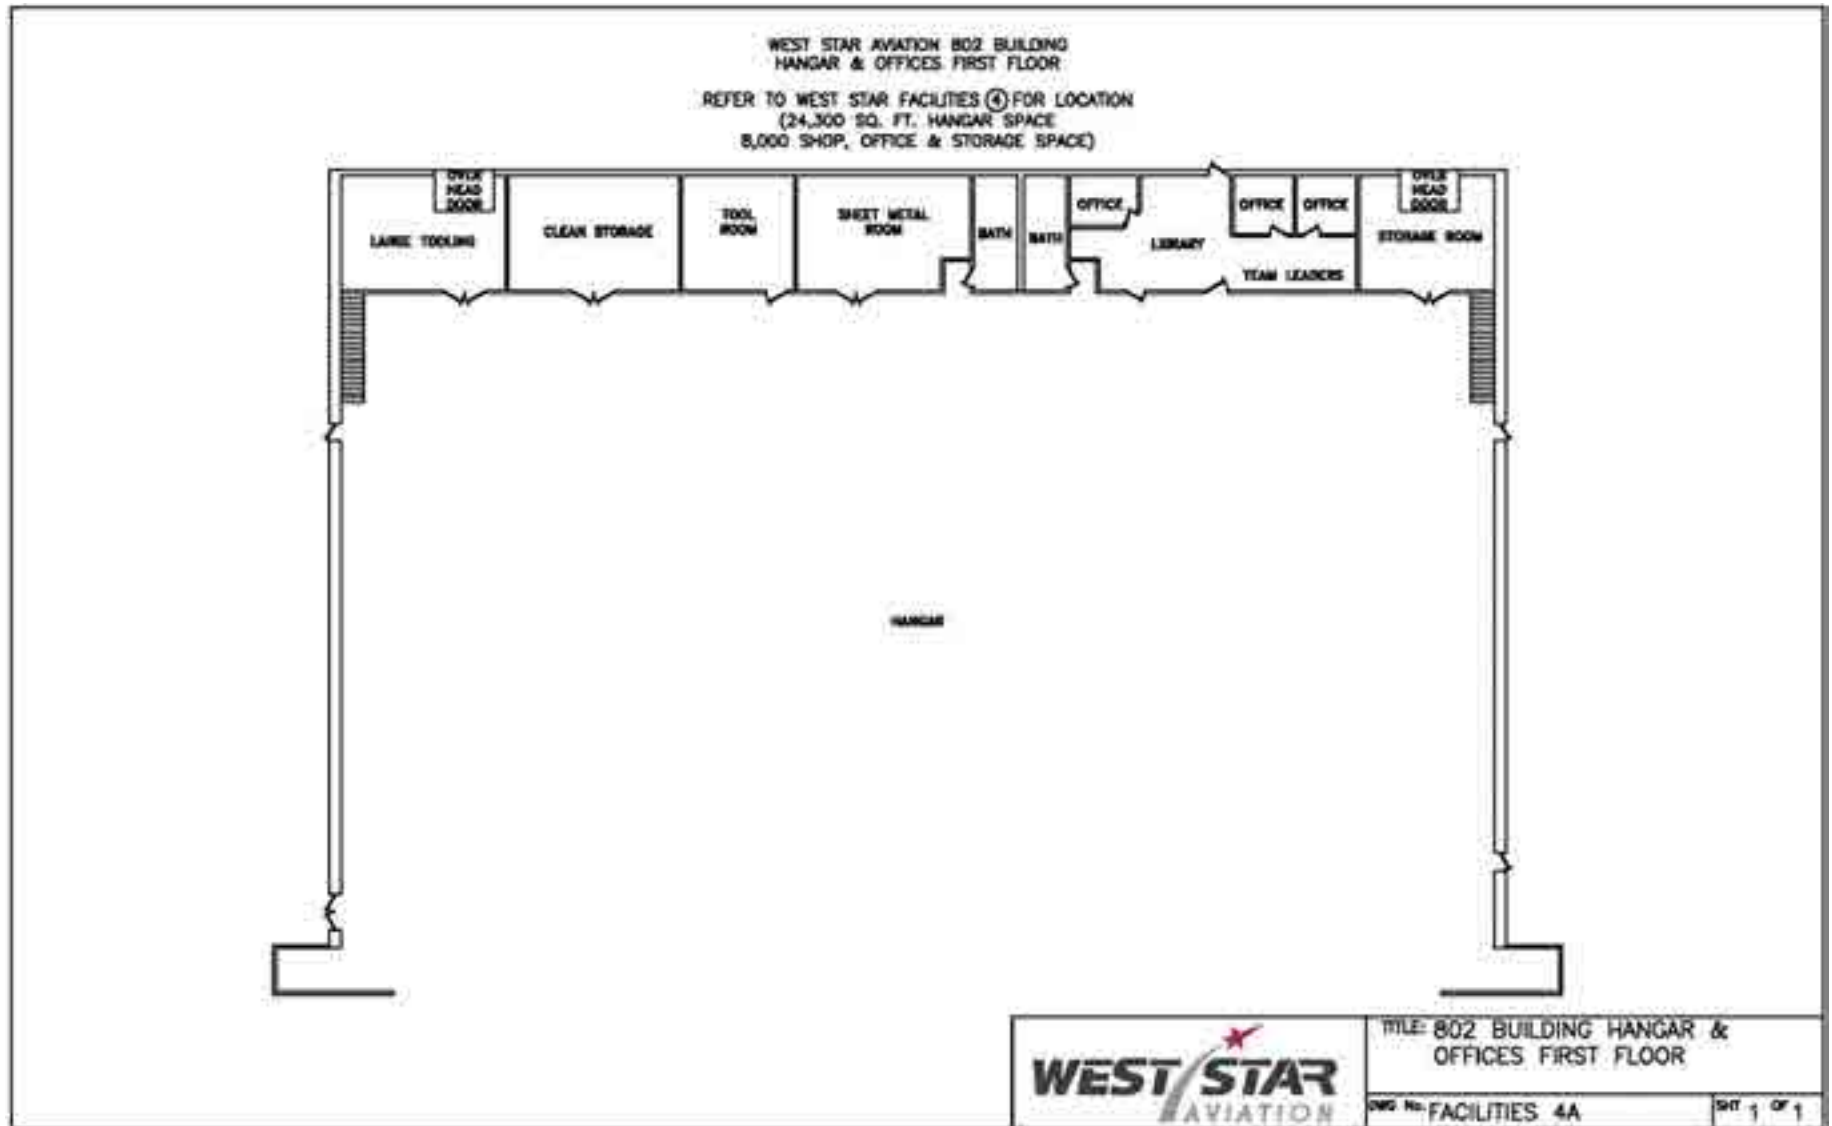 WEST STAR AVIATION 802 BUILDING
HANGAR & OFFICES FIRST FLOOR
REFER TO WEST STAR FACILITIES 4 FOR LOCATION
(24,300 SQ. FT. HANGAR SPACE
8,000 SHOP, OFFICE & STORAGE SPACE)
OVER
HEAD
DOOR
LARGE TOOLING
CLEAN STORAGE
TOOL
ROOM
SHEET METAL
ROOM
BATH
BATH
OFFICE
LIBRARY
OFFICE
OFFICE
TEAM LEADERS
OVER
HEAD
DOOR
STORAGE ROOM
HANGAR
WEST STAR
AVIATION
TITLE: 802 BUILDING HANGAR &
OFFICES FIRST FLOOR
DWG No. FACILITIES 4A
SHT 1 OF 1